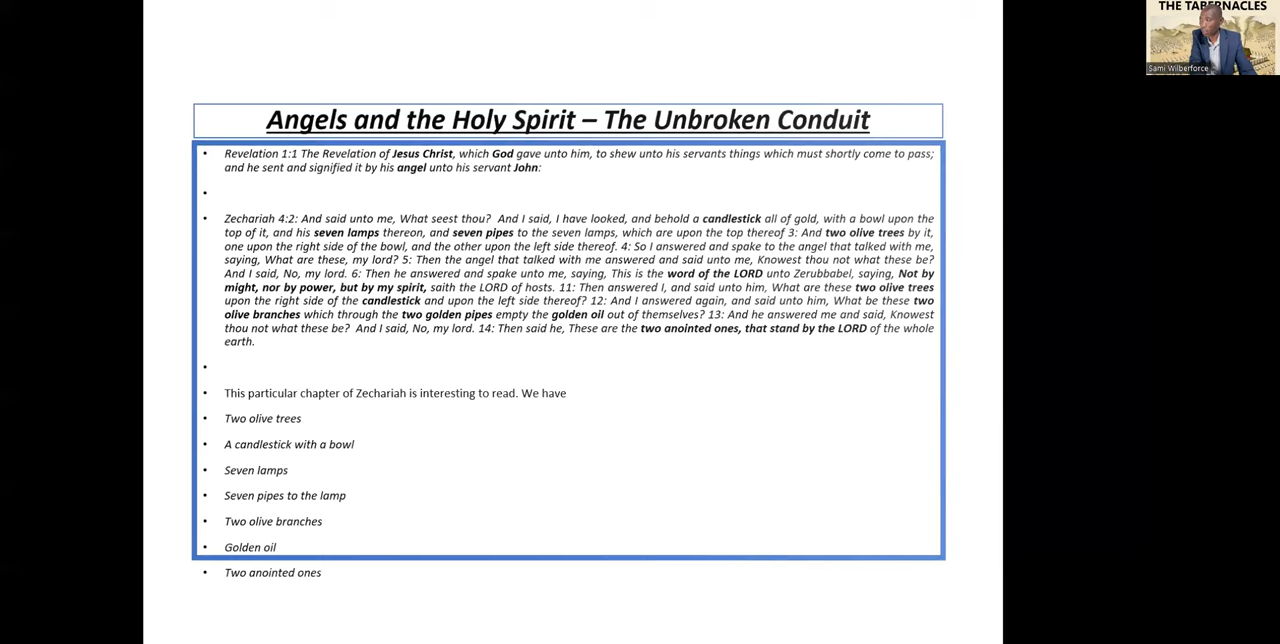 THE TABERNACLES
Sami Wilberforce
Angels and the Holy Spirit – The Unbroken Conduit
• Revelation 1:1 The Revelation of Jesus Christ, which God gave unto him, to shew unto his servants things which must shortly come to pass;
and he sent and signified it by his angel unto his servant John:
•
• Zechariah 4:2: And said unto me, What seest thou? And I said, I have looked, and behold a candlestick all of gold, with a bowl upon the
top of it, and his seven lamps thereon, and seven pipes to the seven lamps, which are upon the top thereof 3: And two olive trees by it,
one upon the right side of the bowl, and the other upon the left side thereof. 4: So I answered and spake to the angel that talked with me,
saying, What are these, my lord? 5: Then the angel that talked with me answered and said unto me, Knowest thou not what these be?
And I said, No, my lord. 6: Then he answered and spake unto me, saying, This is the word of the LORD unto Zerubbabel, saying, Not by
might, nor by power, but by my spirit, saith the LORD of hosts. 11: Then answered I, and said unto him, What are these two olive trees
upon the right side of the candlestick and upon the left side thereof? 12: And I answered again, and said unto him, What be these two
olive branches which through the two golden pipes empty the golden oil out of themselves? 13: And he answered me and said, Knowest
thou not what these be? And I said, No, my lord. 14: Then said he, These are the two anointed ones, that stand by the LORD of the whole
earth.
•
• This particular chapter of Zechariah is interesting to read. We have
• Two olive trees
• A candlestick with a bowl
• Seven lamps
• Seven pipes to the lamp
• Two olive branches
• Golden oil
• Two anointed ones